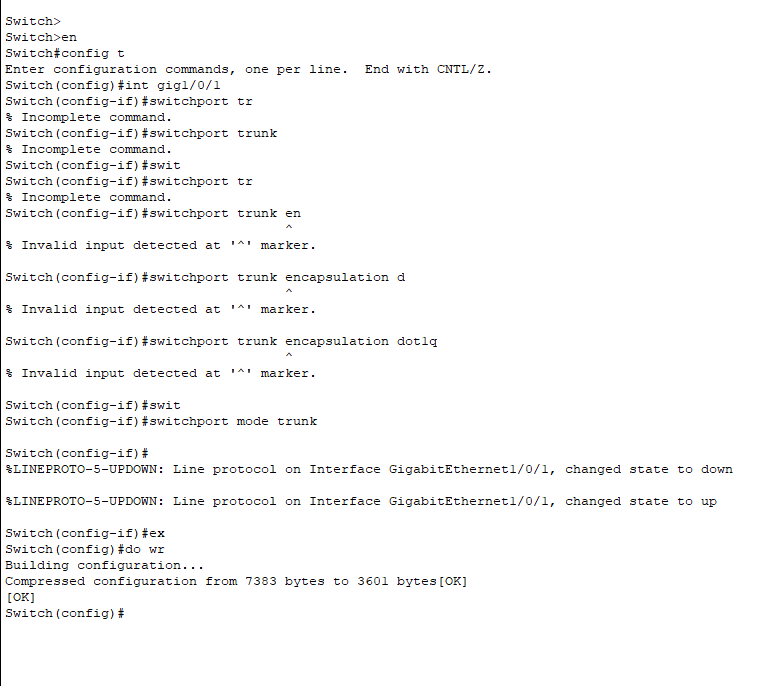 Switch>
Switch>en
Switch#config t
Enter configuration commands, one per line.  End with CNTL/Z.
Switch(config)#int gig1/0/1
Switch(config-if)#switchport tr
% Incomplete command.
Switch(config-if)#switchport trunk
% Incomplete command.
Switch(config-if)#swit
Switch(config-if)#switchport tr
% Incomplete command.
Switch(config-if)#switchport trunk en
^
% Invalid input detected at '^' marker.
Switch(config-if)#switchport trunk encapsulation d
^
% Invalid input detected at '^' marker.
Switch(config-if)#switchport trunk encapsulation dot1q
^
% Invalid input detected at '^' marker.
Switch(config-if)#swit
Switch(config-if)#switchport mode trunk
Switch(config-if)#
%LINEPROTO-5-UPDOWN: Line protocol on Interface GigabitEthernet1/0/1, changed state to down
%LINEPROTO-5-UPDOWN: Line protocol on Interface GigabitEthernet1/0/1, changed state to up
Switch(config-if)#ex
Switch(config)#do wr
Building configuration...
Compressed configuration from 7383 bytes to 3601 bytes[OK]
[OK]
Switch(config)#